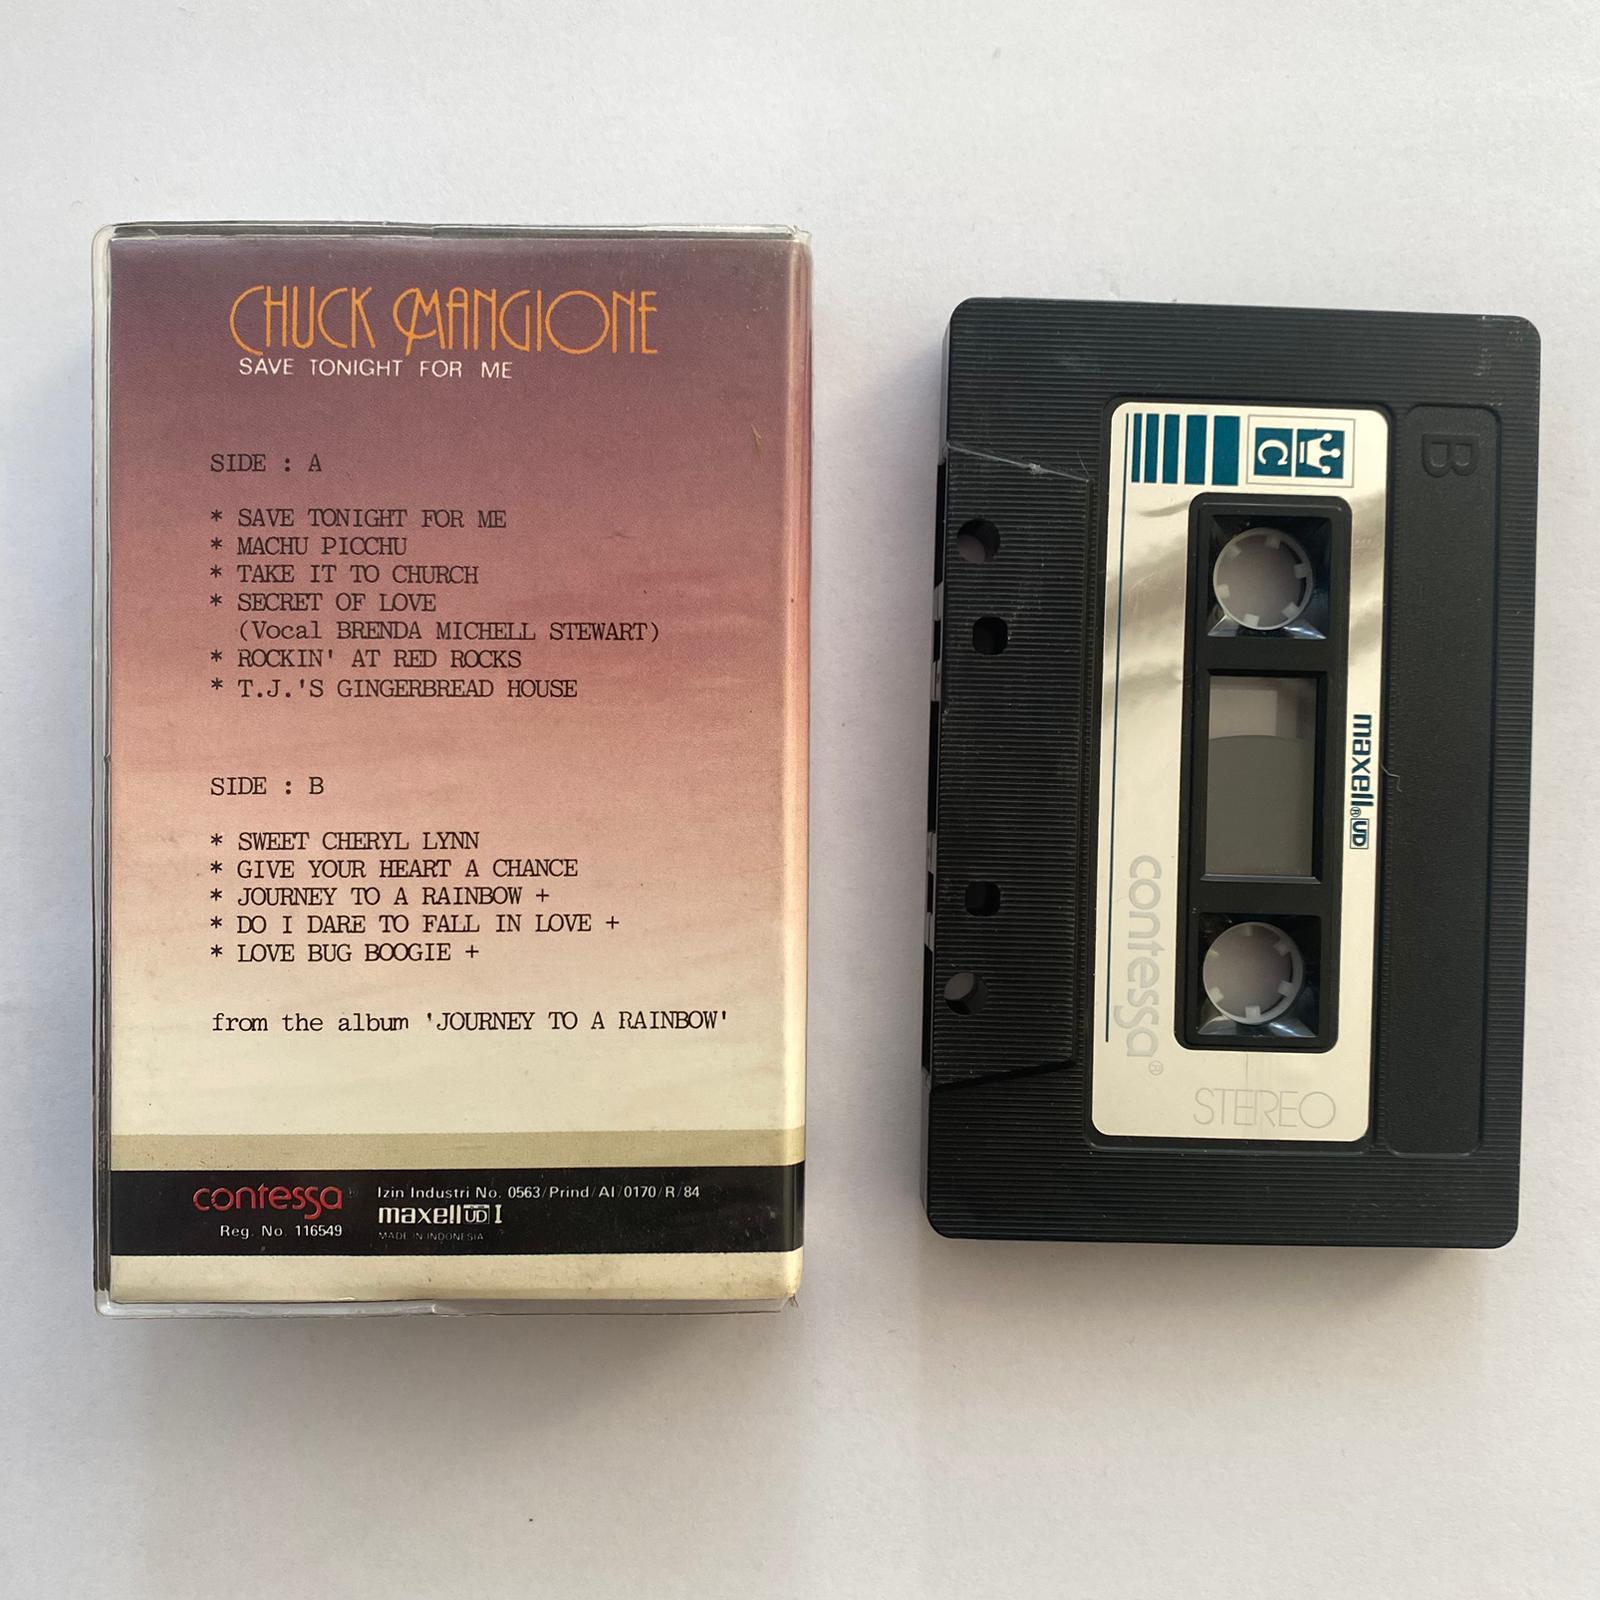 CHUCK MANGIONE
SAVE TONIGHT FOR ME
SIDE : A
* SAVE TONIGHT FOR ME
* MACHU PICCHU
* TAKE IT TO CHURCH
* SECRET OF LOVE
(Vocal BRENDA MICHELL STEWART)
* ROCKIN' AT RED ROCKS
* T.J.'S GINGERBREAD HOUSE
SIDE : B
* SWEET CHERYL LYNN
* GIVE YOUR HEART A CHANCE
* JOURNEY TO A RAINBOW +
* DO I DARE TO FALL IN LOVE +
* LOVE BUG BOOGIE +
from the album 'JOURNEY TO A RAINBOW'
contessa
Reg. No. 116549
Izin Industri No. 0563/Prind/AI/0170/R/84
maxell UD I
MADE IN INDONESIA
C
B
maxell® UD
contessa®
STEREO